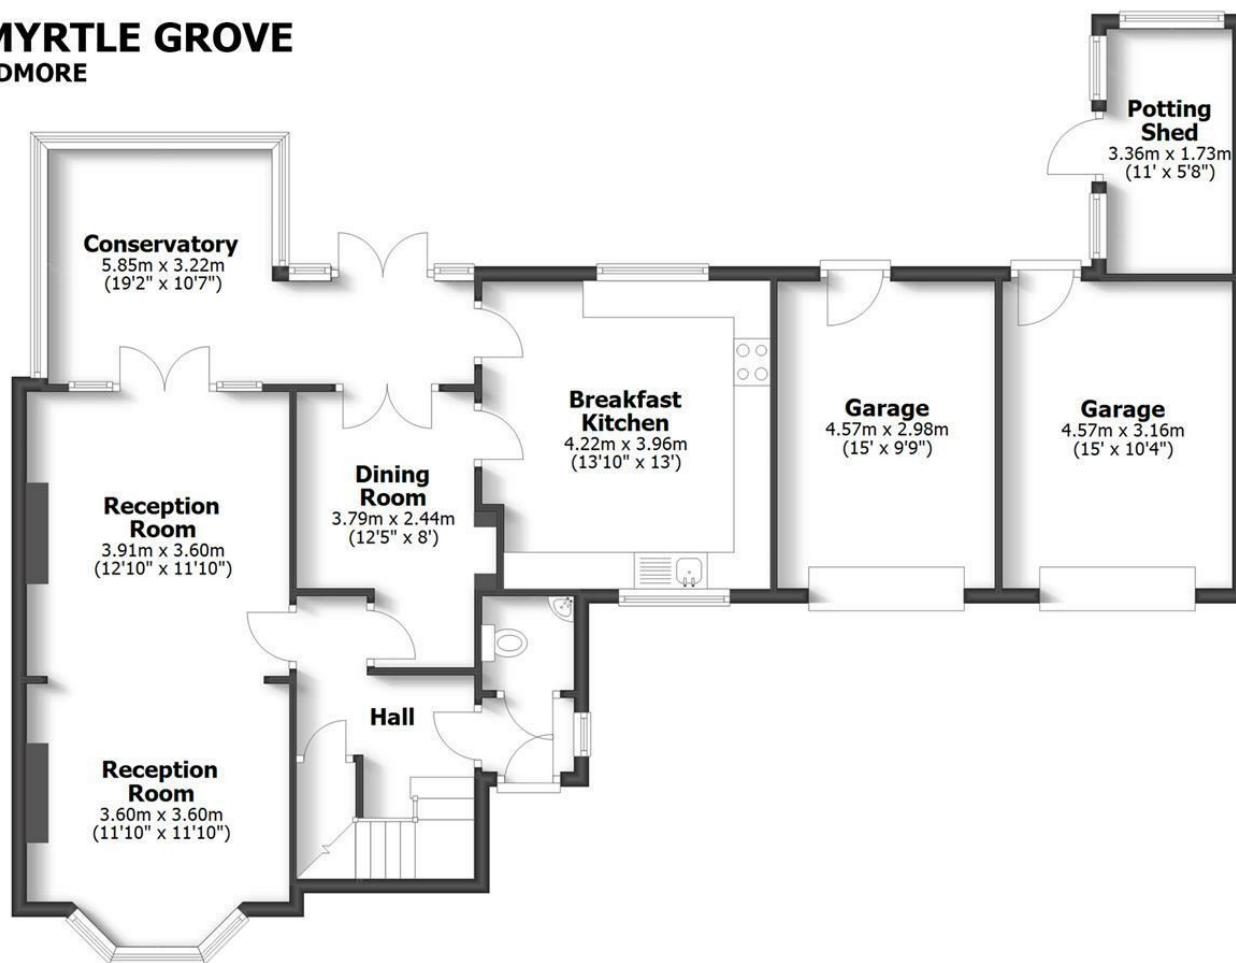 MYRTLE GROVE
DMORE
Potting
Shed
3.36m x 1.73m
(11' x 5'8")
Conservatory
5.85m x 3.22m
(19'2" x 10'7")
Breakfast
Kitchen
4.22m x 3.96m
(13'10" x 13')
Garage
4.57m x 2.98m
(15' x 9'9")
Garage
4.57m x 3.16m
(15' x 10'4")
Reception
Room
3.91m x 3.60m
(12'10" x 11'10")
Dining
Room
3.79m x 2.44m
(12'5" x 8')
Hall
Reception
Room
3.60m x 3.60m
(11'10" x 11'10")